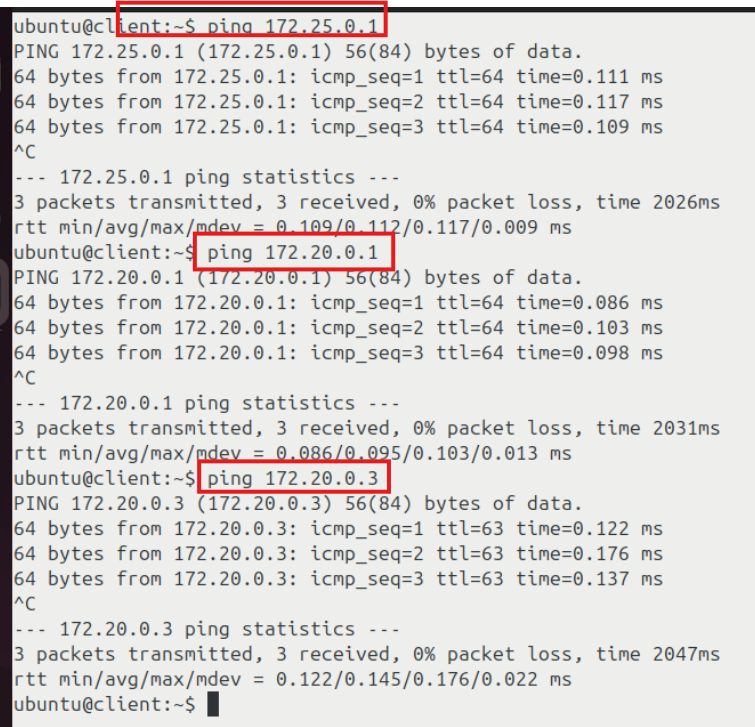 ubuntu@client:~$ ping 172.25.0.1
PING 172.25.0.1 (172.25.0.1) 56(84) bytes of data.
64 bytes from 172.25.0.1: icmp_seq=1 ttl=64 time=0.111 ms
64 bytes from 172.25.0.1: icmp_seq=2 ttl=64 time=0.117 ms
64 bytes from 172.25.0.1: icmp_seq=3 ttl=64 time=0.109 ms
^C
--- 172.25.0.1 ping statistics ---
3 packets transmitted, 3 received, 0% packet loss, time 2026ms
rtt min/avg/max/mdev = 0.109/0.112/0.117/0.009 ms
ubuntu@client:~$ ping 172.20.0.1
PING 172.20.0.1 (172.20.0.1) 56(84) bytes of data.
64 bytes from 172.20.0.1: icmp_seq=1 ttl=64 time=0.086 ms
64 bytes from 172.20.0.1: icmp_seq=2 ttl=64 time=0.103 ms
64 bytes from 172.20.0.1: icmp_seq=3 ttl=64 time=0.098 ms
^C
--- 172.20.0.1 ping statistics ---
3 packets transmitted, 3 received, 0% packet loss, time 2031ms
rtt min/avg/max/mdev = 0.086/0.095/0.103/0.013 ms
ubuntu@client:~$ ping 172.20.0.3
PING 172.20.0.3 (172.20.0.3) 56(84) bytes of data.
64 bytes from 172.20.0.3: icmp_seq=1 ttl=63 time=0.122 ms
64 bytes from 172.20.0.3: icmp_seq=2 ttl=63 time=0.176 ms
64 bytes from 172.20.0.3: icmp_seq=3 ttl=63 time=0.137 ms
^C
--- 172.20.0.3 ping statistics ---
3 packets transmitted, 3 received, 0% packet loss, time 2047ms
rtt min/avg/max/mdev = 0.122/0.145/0.176/0.022 ms
ubuntu@client:~$